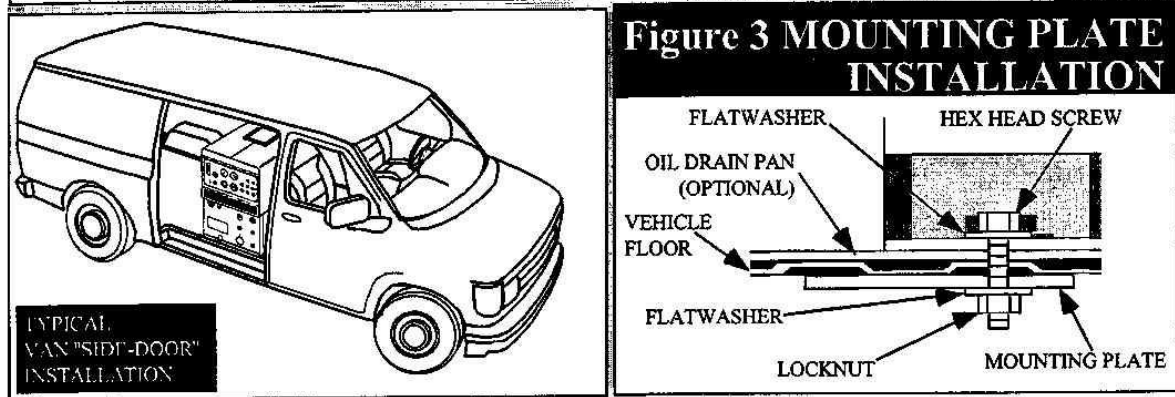 TYPICAL
VAN "SIDE-DOOR"
INSTALLATION
Figure 3 MOUNTING PLATE
INSTALLATION
FLATWASHER
HEX HEAD SCREW
OIL DRAIN PAN
(OPTIONAL)
VEHICLE
FLOOR
FLATWASHER
LOCKNUT
MOUNTING PLATE